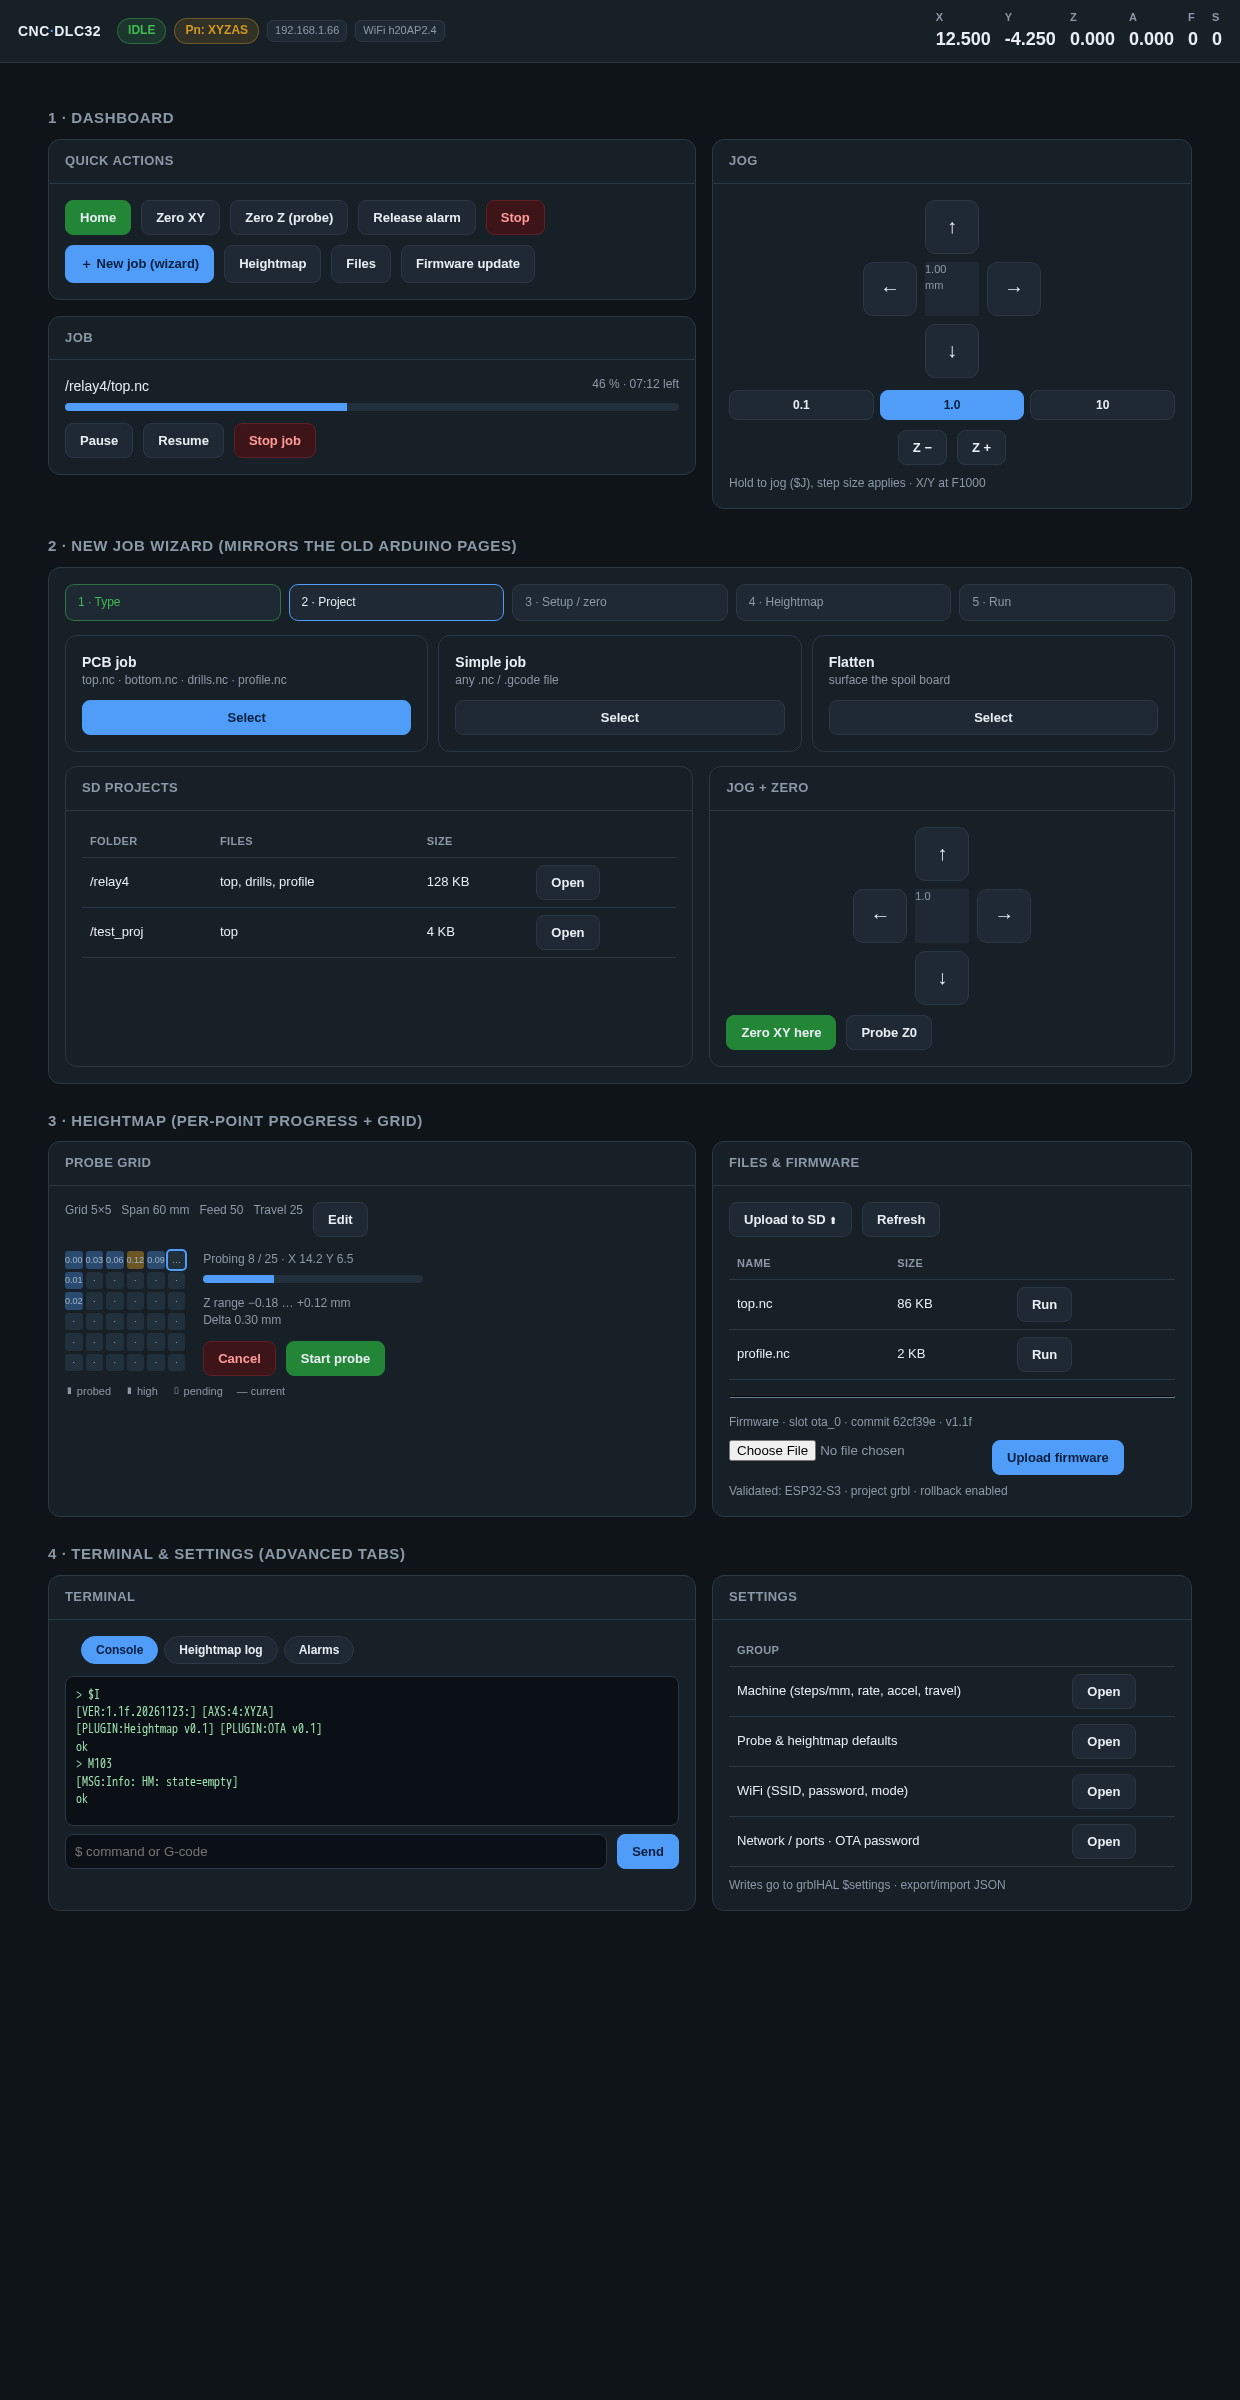 CNC·DLC32 IDLE Pn: XYZAS 192.168.1.66 WiFi h20AP2.4
X Y Z A F S
12.500 -4.250 0.000 0.000 0 0
1 · DASHBOARD
QUICK ACTIONS
Home Zero XY Zero Z (probe) Release alarm Stop
+ New job (wizard) Heightmap Files Firmware update
JOB
/relay4/top.nc 46 % · 07:12 left
Pause Resume Stop job
JOG
↑
← 1.00 →
mm
↓
0.1 1.0 10
Z − Z +
Hold to jog ($J), step size applies · X/Y at F1000
2 · NEW JOB WIZARD (MIRRORS THE OLD ARDUINO PAGES)
1 · Type 2 · Project 3 · Setup / zero 4 · Heightmap 5 · Run
PCB job
top.nc · bottom.nc · drills.nc · profile.nc
Select
Simple job
any .nc / .gcode file
Select
Flatten
surface the spoil board
Select
SD PROJECTS
FOLDER FILES SIZE
/relay4 top, drills, profile 128 KB Open
/test_proj top 4 KB Open
JOG + ZERO
↑
← 1.0 →
↓
Zero XY here Probe Z0
3 · HEIGHTMAP (PER-POINT PROGRESS + GRID)
PROBE GRID
Grid 5×5 Span 60 mm Feed 50 Travel 25 Edit
0.00 0.03 0.06 0.12 0.09 …
0.01 · · · · ·
0.02 · · · · ·
· · · · · ·
· · · · · ·
· · · · · ·
Probing 8 / 25 · X 14.2 Y 6.5
Z range −0.18 … +0.12 mm
Delta 0.30 mm
Cancel Start probe
▮ probed ▮ high ▯ pending — current
FILES & FIRMWARE
Upload to SD ⬆ Refresh
NAME SIZE
top.nc 86 KB Run
profile.nc 2 KB Run
Firmware · slot ota_0 · commit 62cf39e · v1.1f
Choose File No file chosen Upload firmware
Validated: ESP32-S3 · project grbl · rollback enabled
4 · TERMINAL & SETTINGS (ADVANCED TABS)
TERMINAL
Console Heightmap log Alarms
> $I
[VER:1.1f.20261123:] [AXS:4:XYZA]
[PLUGIN:Heightmap v0.1] [PLUGIN:OTA v0.1]
ok
> M103
[MSG:Info: HM: state=empty]
ok
$ command or G-code Send
SETTINGS
GROUP
Machine (steps/mm, rate, accel, travel) Open
Probe & heightmap defaults Open
WiFi (SSID, password, mode) Open
Network / ports · OTA password Open
Writes go to grblHAL $settings · export/import JSON